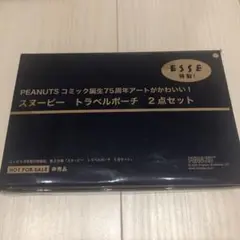 ESSE
特製!
PEANUTS コミック誕生75周年アートがかわいい!
スヌーピー トラベルポーチ 2点セット
NOT FOR SALE 非売品